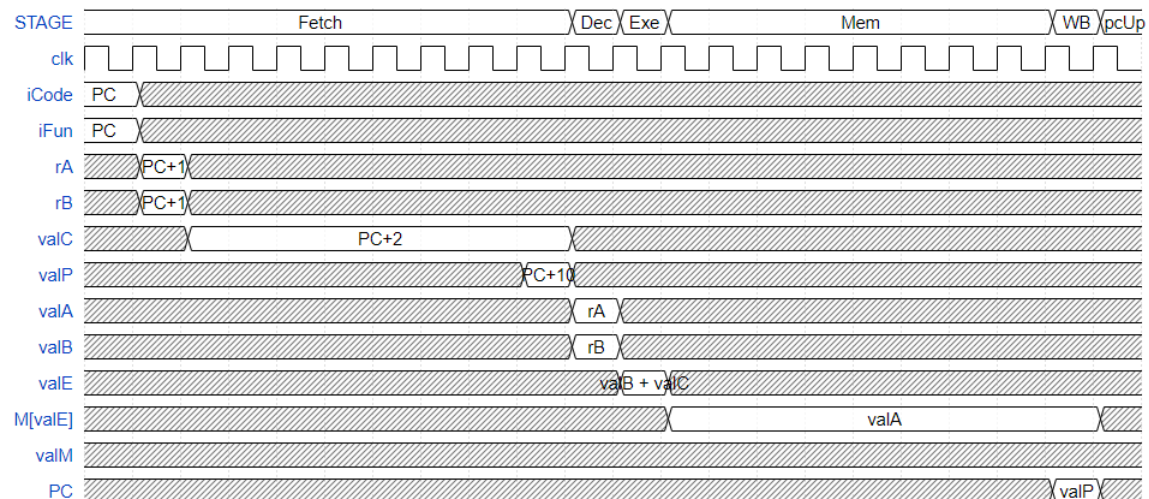 STAGE Fetch Dec Exe Mem WB pcUp
clk
iCode PC
iFun PC
rA PC+1
rB PC+1
valC PC+2
valP PC+10
valA rA
valB rB
valE valB + valC
M[valE] valA
valM
PC valP